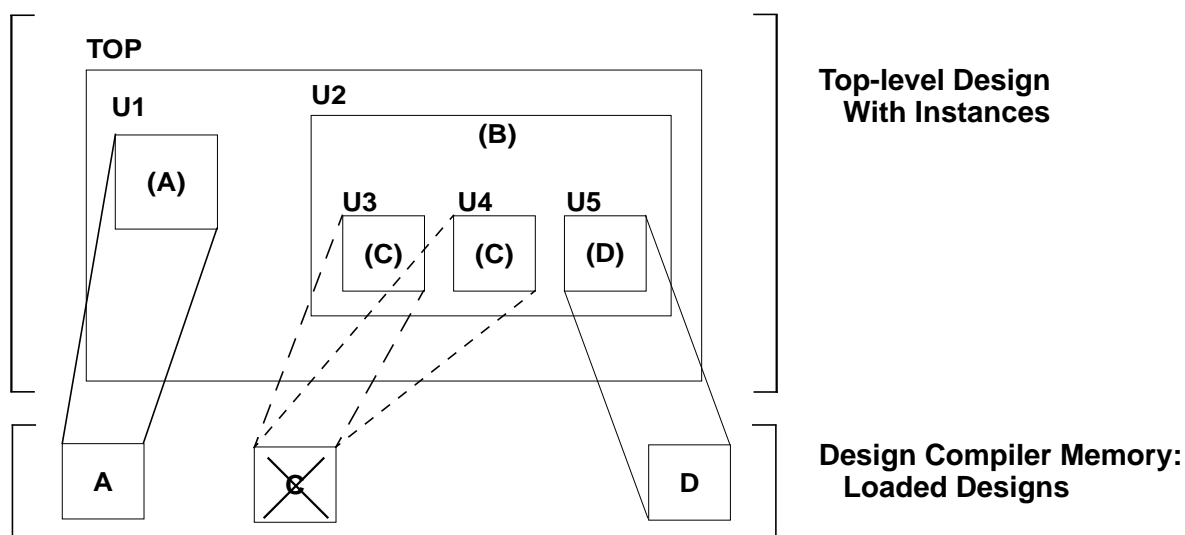 TOP
U1
U2
(B)
(A)
U3
U4
U5
(C)
(C)
(D)
Top-level Design
With Instances
A
C
D
Design Compiler Memory:
Loaded Designs